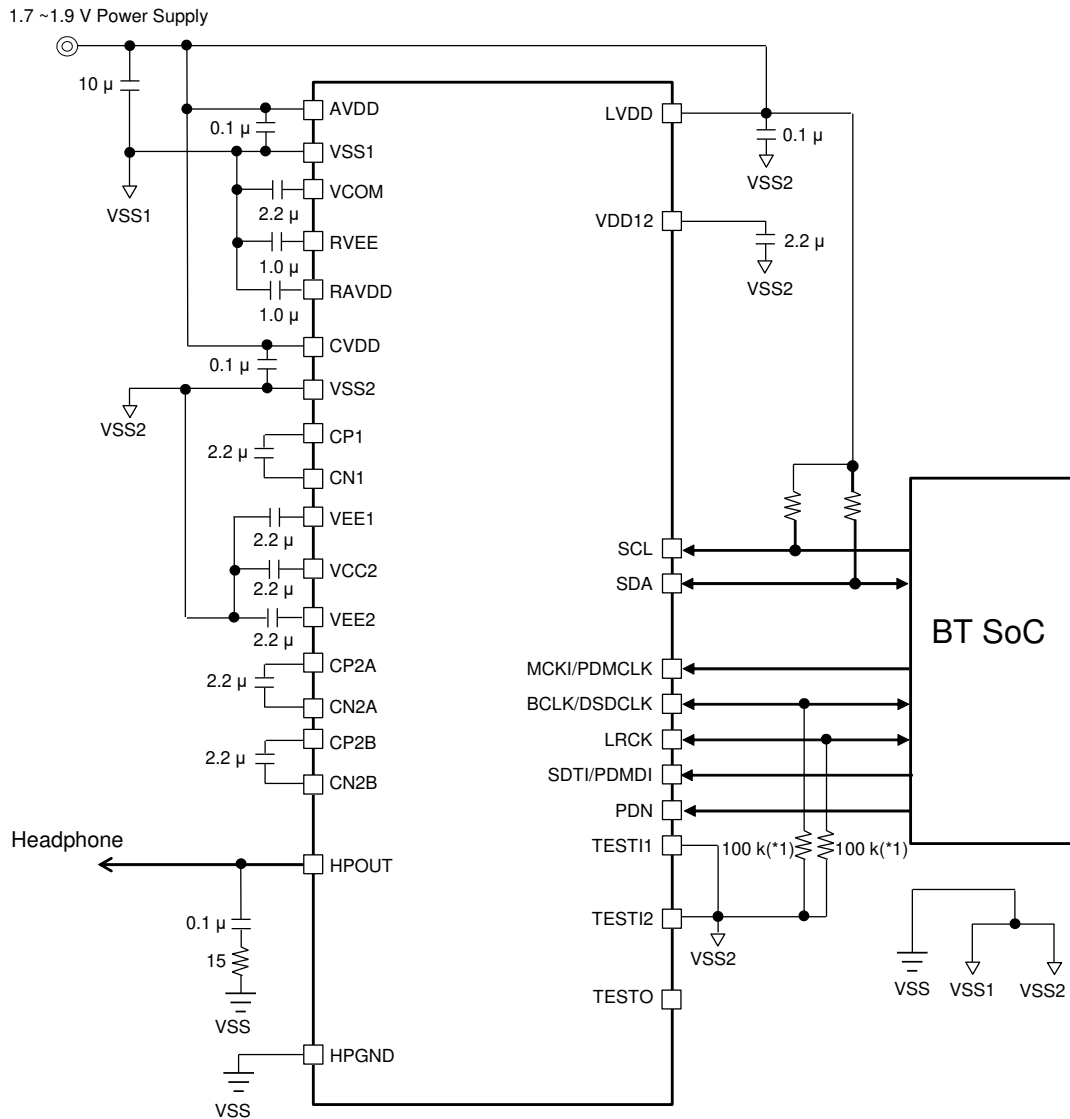 1.7 ~1.9 V Power Supply
10 µ
0.1 µ
VSS1
2.2 µ
1.0 µ
1.0 µ
0.1 µ
VSS2
2.2 µ
2.2 µ
2.2 µ
2.2 µ
2.2 µ
2.2 µ
Headphone
0.1 µ
15
VSS
VSS
AVDD
VSS1
VCOM
RVEE
RAVDD
CVDD
VSS2
CP1
CN1
VEE1
VCC2
VEE2
CP2A
CN2A
CP2B
CN2B
HPOUT
HPGND
LVDD
VDD12
SCL
SDA
MCKI/PDMCLK
BCLK/DSDCLK
LRCK
SDTI/PDMDI
PDN
TESTI1
TESTI2
TESTO
0.1 µ
VSS2
2.2 µ
VSS2
100 k(*1)
100 k(*1)
VSS2
BT SoC
VSS
VSS1
VSS2